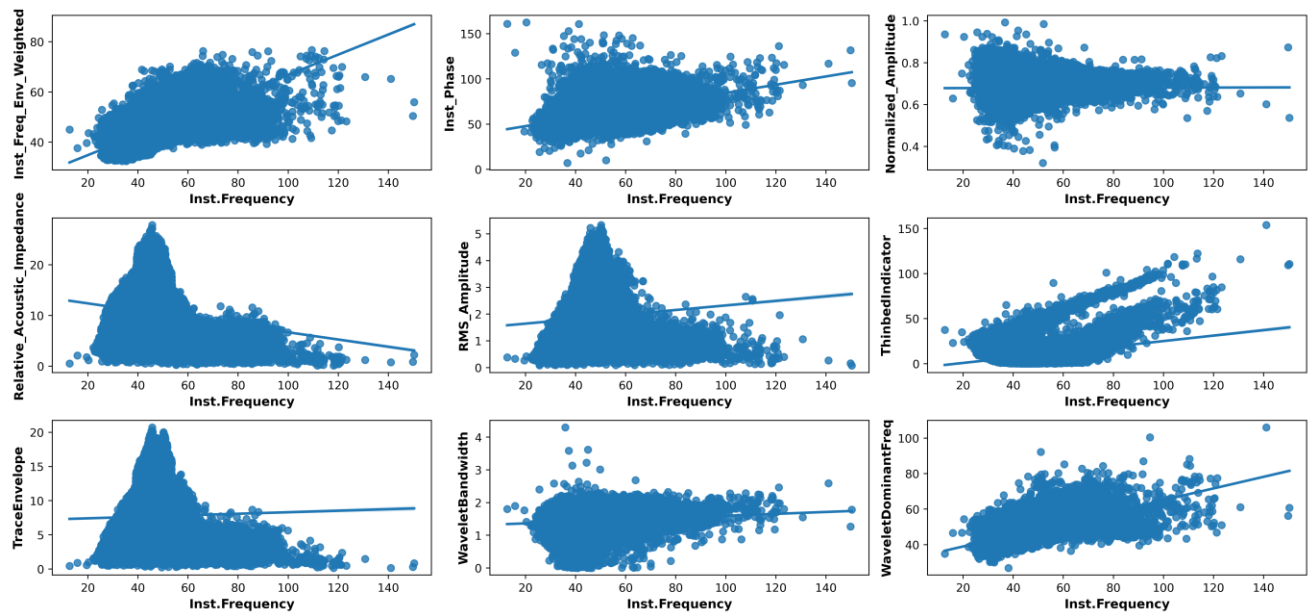 Inst_Freq_Env_Weighted
80
60
40
20 40 60 80 100 120 140
Inst.Frequency
Inst_Phase
150
100
50
0
20 40 60 80 100 120 140
Inst.Frequency
Normalized_Amplitude
1.0
0.8
0.6
0.4
20 40 60 80 100 120 140
Inst.Frequency
Relative_Acoustic_Impedance
20
10
0
20 40 60 80 100 120 140
Inst.Frequency
RMS_Amplitude
5
4
3
2
1
0
20 40 60 80 100 120 140
Inst.Frequency
ThinbedIndicator
150
100
50
0
20 40 60 80 100 120 140
Inst.Frequency
TraceEnvelope
20
15
10
5
0
20 40 60 80 100 120 140
Inst.Frequency
WaveletBandwidth
4
3
2
1
0
20 40 60 80 100 120 140
Inst.Frequency
WaveletDominantFreq
100
80
60
40
20 40 60 80 100 120 140
Inst.Frequency